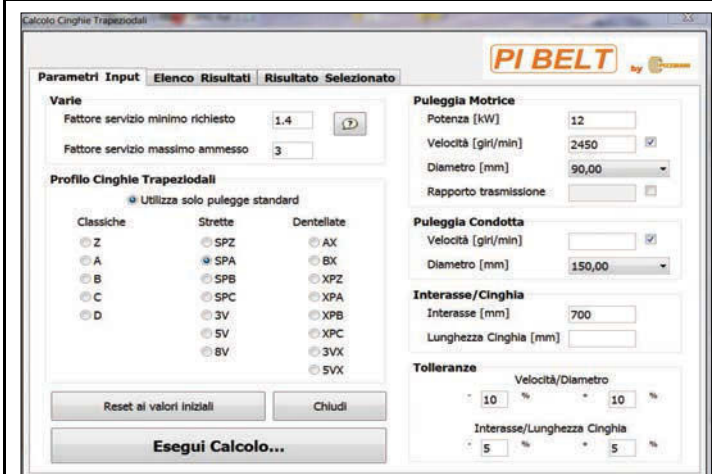 Calcolo Cinghie Trapezoidali
PI BELT
by
Parametri Input Elenco Risultati Risultato Selezionato
Varie
Fattore servizio minimo richiesto 1.4
Fattore servizio massimo ammesso 3
Profilo Cinghie Trapeziodali
Utilizza solo pulegge standard
Classiche Strette Dentellate
Z SPZ AX
A SPA BX
B SPB XPZ
C SPC XPA
D 3V XPB
5V XPC
8V 3VX
5VX
Reset ai valori iniziali Chiudi
Esegui Calcolo...
Puleggia Motrice
Potenza [kW] 12
Velocità [giri/min] 2450
Diametro [mm] 90,00
Rapporto trasmissione
Puleggia Condotta
Velocità [giri/min]
Diametro [mm] 150,00
Interasse/Cinghia
Interasse [mm] 700
Lunghezza Cinghia [mm]
Tolleranze
Velocità/Diametro
- 10 % + 10 %
Interasse/Lunghezza Cinghia
- 5 % + 5 %